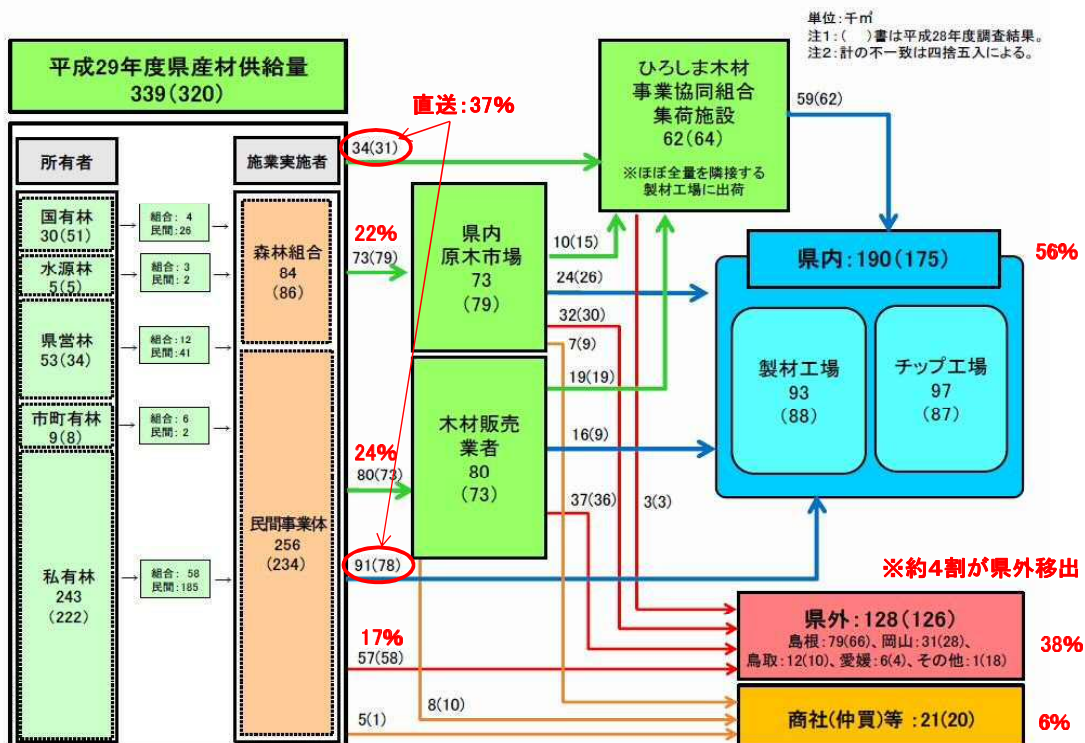 単位:千㎥
注1:( )書は平成28年度調査結果。
注2:計の不一致は四捨五入による。
平成29年度県産材供給量
339(320)
直送:37%
ひろしま木材
事業協同組合
集荷施設
62(64)
※ほぼ全量を隣接する
製材工場に出荷
59(62)
所有者
施業実施者
34(31)
国有林
30(51)
組合: 4
民間:26
水源林
5(5)
組合:3
民間:2
県営林
53(34)
組合:12
民間:41
市町有林
9(8)
組合:6
民間:2
私有林
243
(222)
組合: 58
民間:185
森林組合
84
(86)
民間事業体
256
(234)
22%
73(79)
県内
原木市場
73
(79)
10(15)
24(26)
32(30)
7(9)
19(19)
24%
80(73)
木材販売
業者
80
(73)
16(9)
37(36)
3(3)
県内:190(175)
56%
製材工場
93
(88)
チップ工場
97
(87)
91(78)
※約4割が県外移出
17%
57(58)
県外:128(126)
島根:79(66)、岡山:31(28)、
鳥取:12(10)、愛媛:6(4)、その他:1(18)
38%
8(10)
5(1)
商社(仲買)等:21(20)
6%